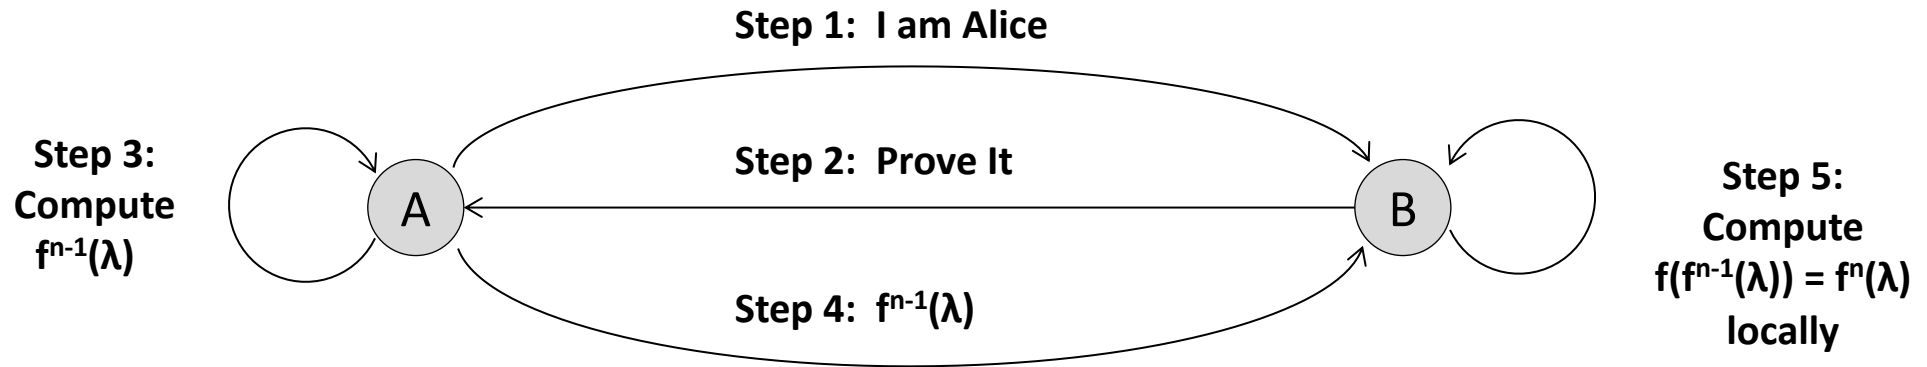 Step 1:  I am Alice
Step 3:
Compute
fⁿ⁻¹(λ)
A
Step 2:  Prove It
B
Step 5:
Compute
f(fⁿ⁻¹(λ)) = fⁿ(λ)
locally
Step 4:  fⁿ⁻¹(λ)